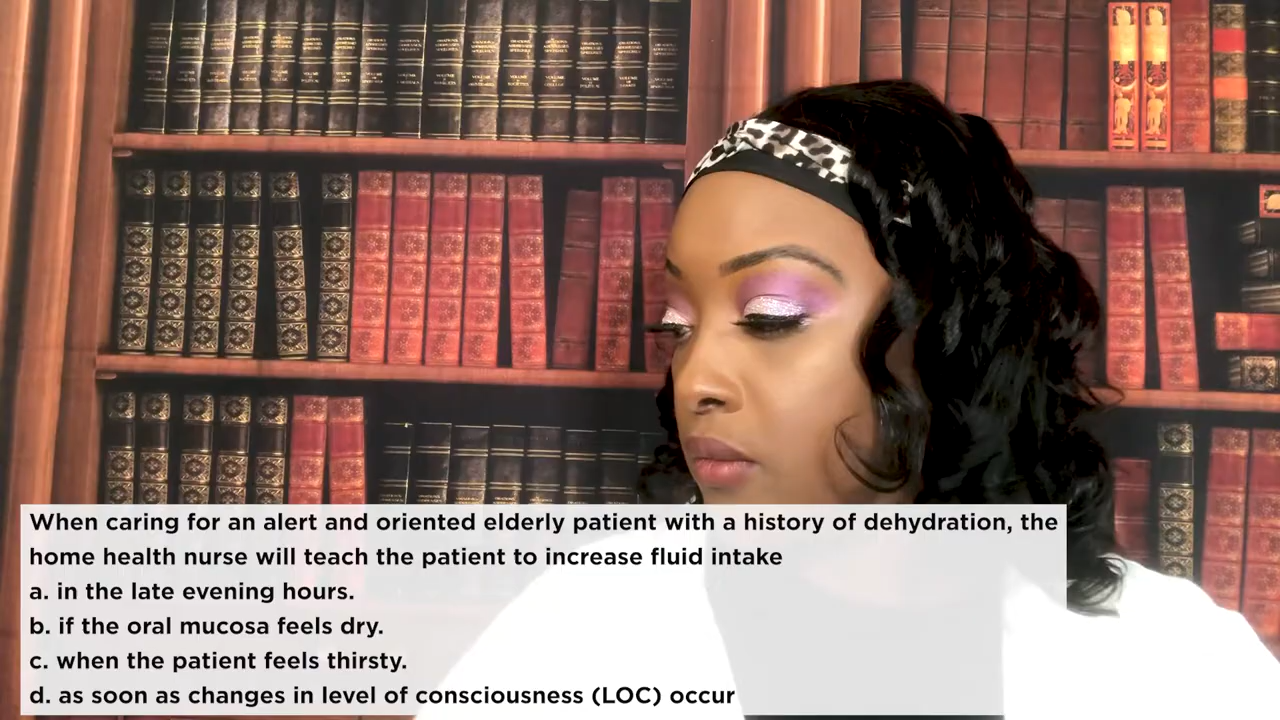 When caring for an alert and oriented elderly patient with a history of dehydration, the
home health nurse will teach the patient to increase fluid intake
a. in the late evening hours.
b. if the oral mucosa feels dry.
c. when the patient feels thirsty.
d. as soon as changes in level of consciousness (LOC) occur